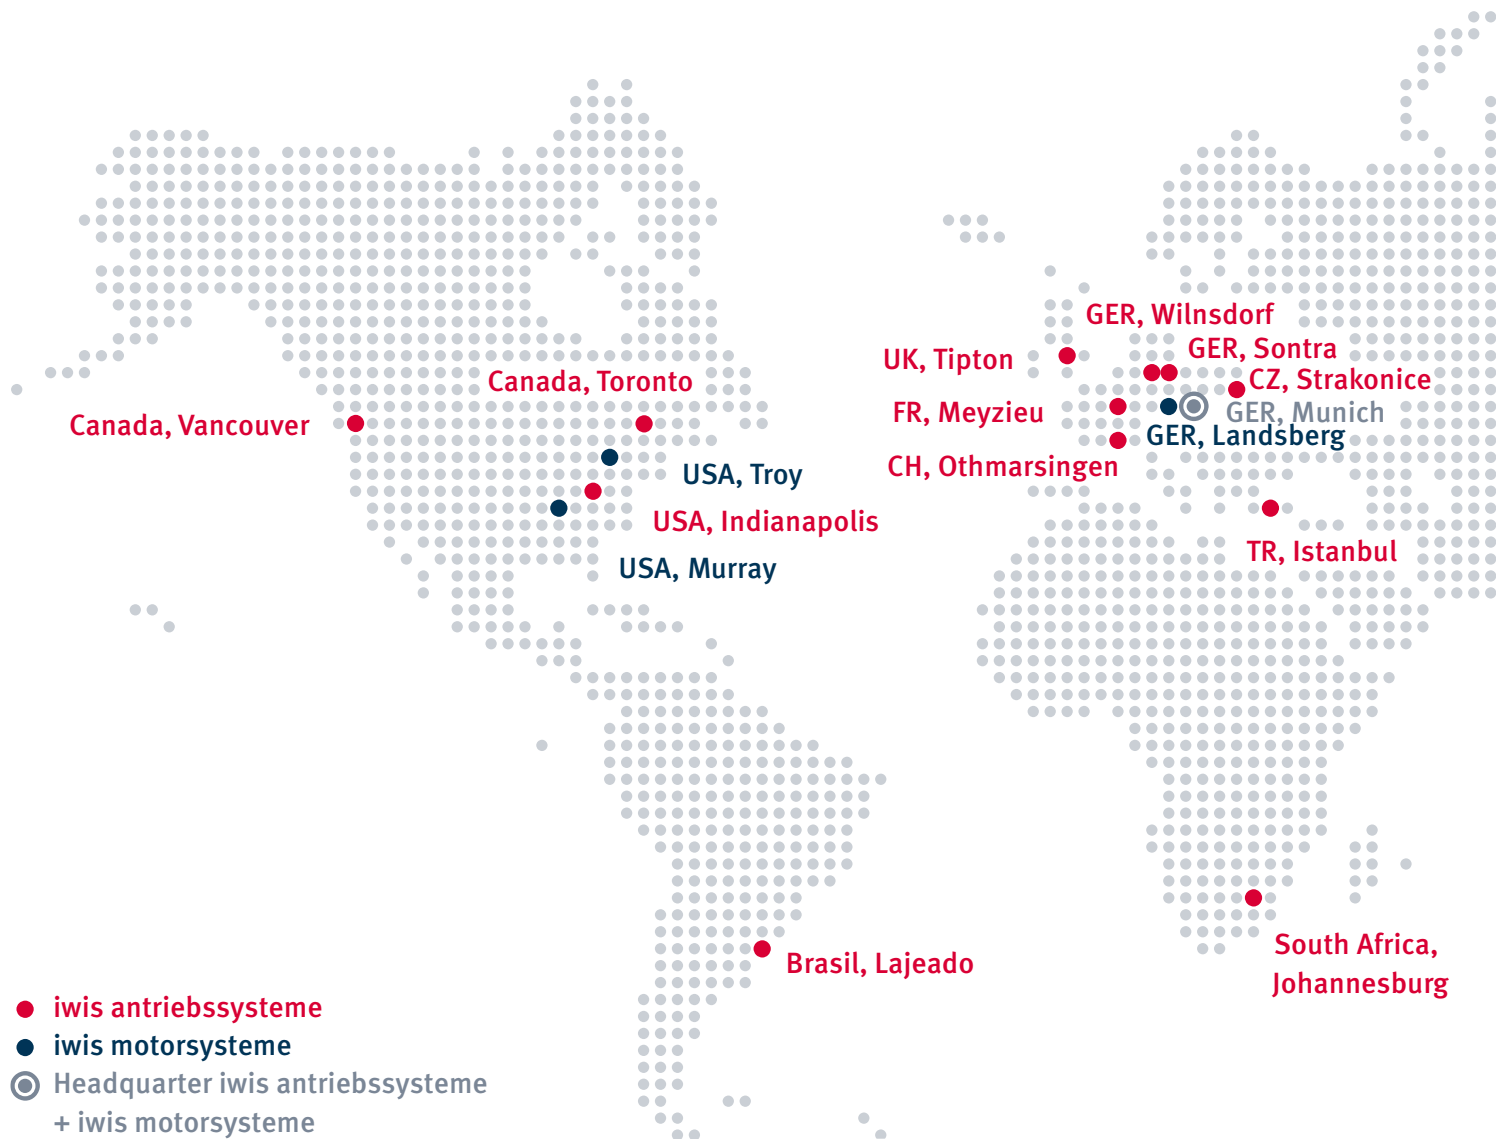 GER, Wilnsdorf
GER, Sontra
UK, Tipton
CZ, Strakonice
Canada, Toronto
FR, Meyzieu
GER, Munich
Canada, Vancouver
GER, Landsberg
CH, Othmarsingen
USA, Troy
USA, Indianapolis
TR, Istanbul
USA, Murray
South Africa,
Johannesburg
Brasil, Lajeado
iwis antriebssysteme
iwis motorsysteme
Headquarter iwis antriebssysteme
+ iwis motorsysteme